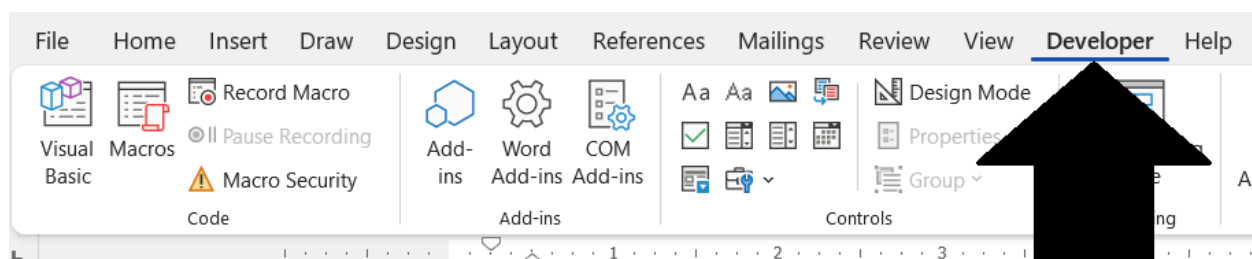 File Home Insert Draw Design Layout References Mailings Review View Developer Help
Visual Basic
Macros
Record Macro
Pause Recording
Macro Security
Code
Add-ins
Word Add-ins
COM Add-ins
Add-ins
Aa Aa
Design Mode
Properties
Group
Controls
1 2 3